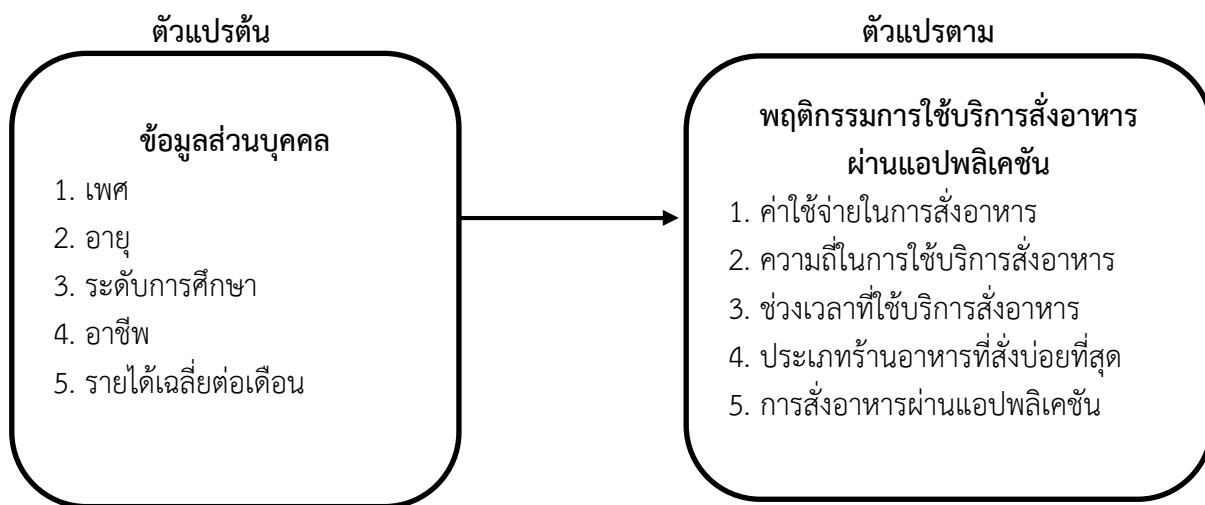 ตัวแปรต้น
ข้อมูลส่วนบุคคล
1. เพศ
2. อายุ
3. ระดับการศึกษา
4. อาชีพ
5. รายได้เฉลี่ยต่อเดือน
ตัวแปรตาม
พฤติกรรมการใช้บริการสั่งอาหาร
ผ่านแอปพลิเคชัน
1. ค่าใช้จ่ายในการสั่งอาหาร
2. ความถี่ในการใช้บริการสั่งอาหาร
3. ช่วงเวลาที่ใช้บริการสั่งอาหาร
4. ประเภทร้านอาหารที่สั่งบ่อยที่สุด
5. การสั่งอาหารผ่านแอปพลิเคชัน